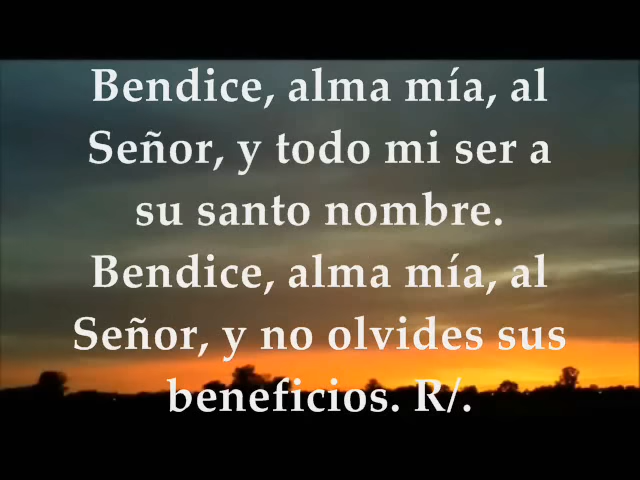 Bendice, alma mía, al
Señor, y todo mi ser a
su santo nombre.
Bendice, alma mía, al
Señor, y no olvides sus
beneficios. R/.